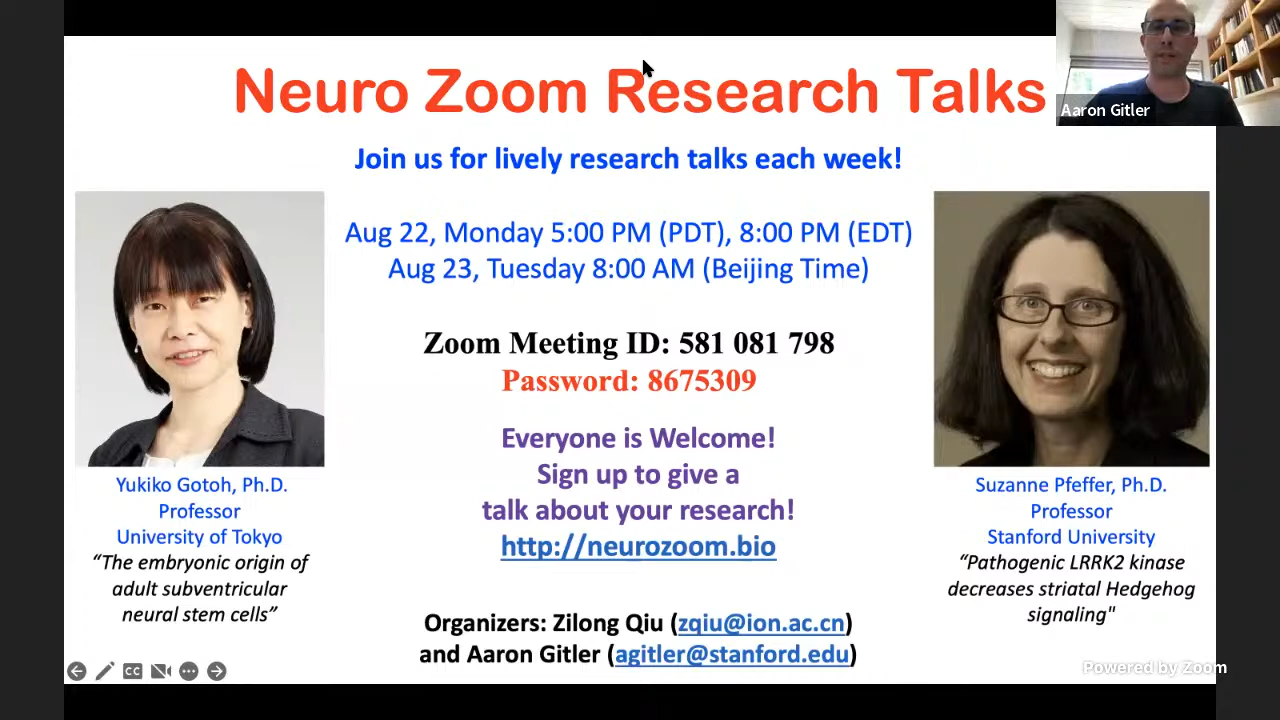 Neuro Zoom Research Talks
Aaron Gitler
Join us for lively research talks each week!
Aug 22, Monday 5:00 PM (PDT), 8:00 PM (EDT)
Aug 23, Tuesday 8:00 AM (Beijing Time)
Zoom Meeting ID: 581 081 798
Password: 8675309
Everyone is Welcome!
Sign up to give a
talk about your research!
http://neurozoom.bio
Yukiko Gotoh, Ph.D.
Professor
University of Tokyo
“The embryonic origin of
adult subventricular
neural stem cells”
Suzanne Pfeffer, Ph.D.
Professor
Stanford University
“Pathogenic LRRK2 kinase
decreases striatal Hedgehog
signaling"
Organizers: Zilong Qiu (zqiu@ion.ac.cn)
and Aaron Gitler (agitler@stanford.edu)
CC
Powered by Zoom